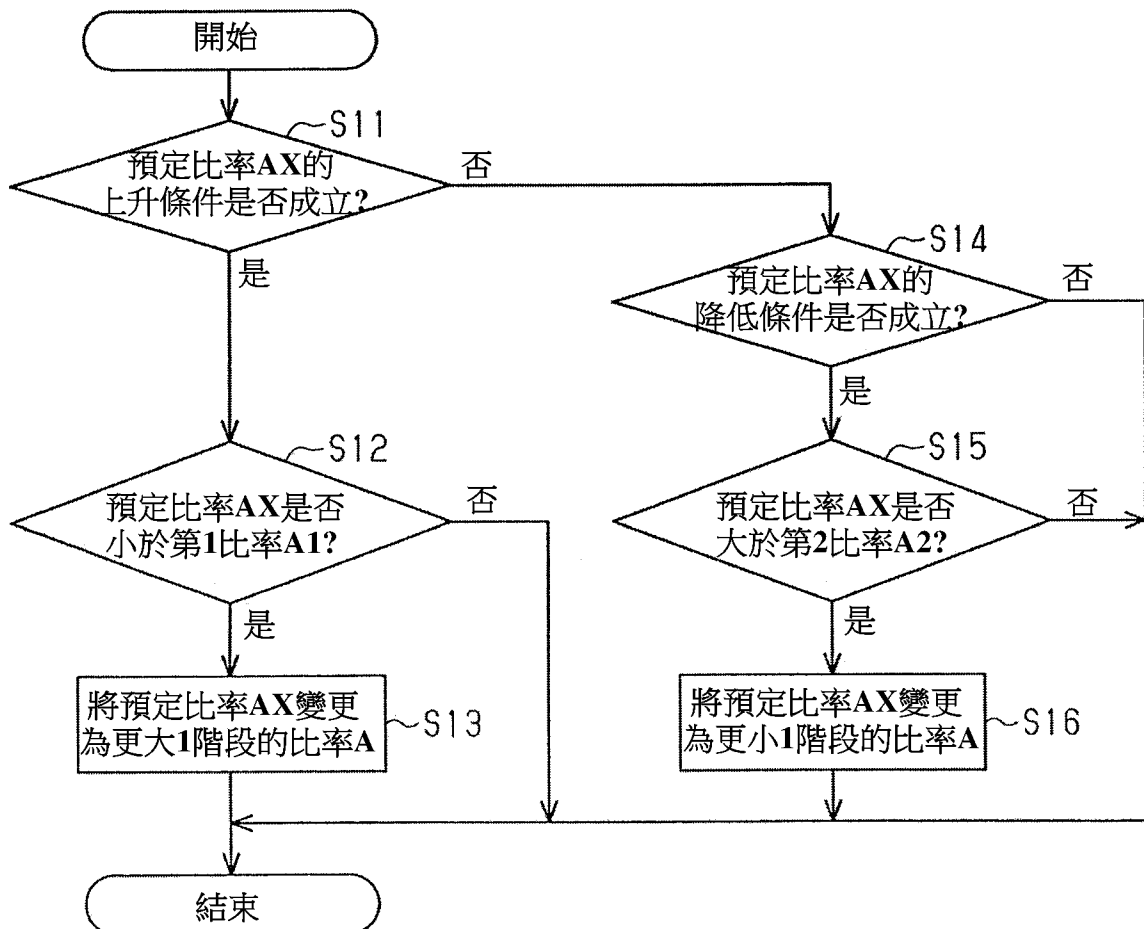 開始
S11
預定比率AX的
上升條件是否成立?
否
是
S14
預定比率AX的
降低條件是否成立?
否
是
S12
預定比率AX是否
小於第1比率A1?
否
是
S15
預定比率AX是否
大於第2比率A2?
否
是
將預定比率AX變更
為更大1階段的比率A
S13
將預定比率AX變更
為更小1階段的比率A
S16
結束